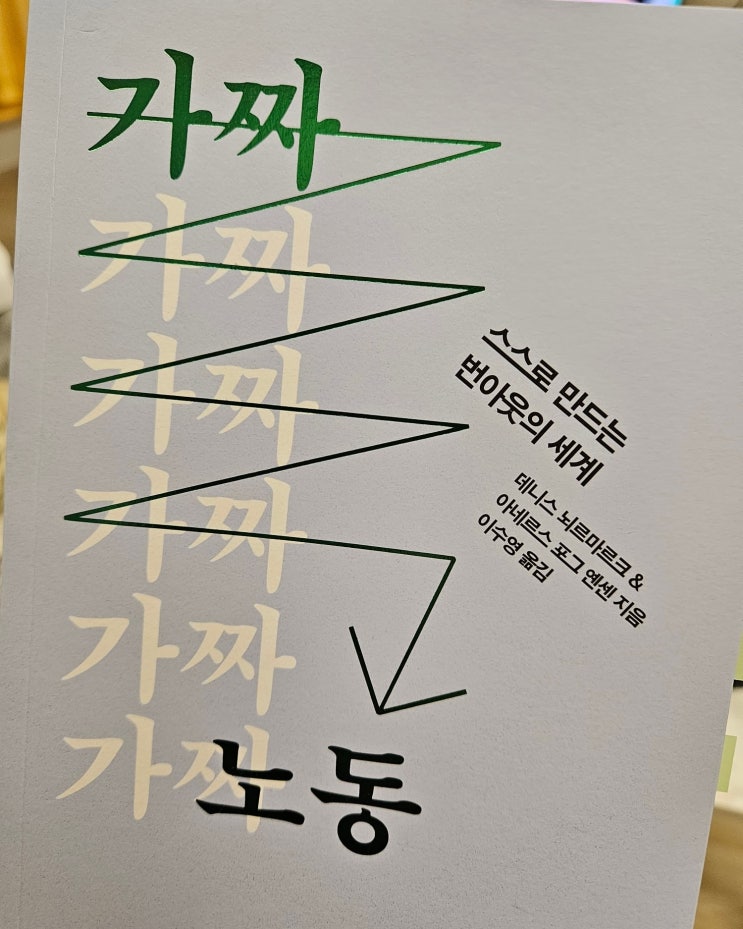 가짜
가짜
가짜
가짜
가짜
가짜
노동
스스로 만드는
번아웃의 세계
데니스 뇌르마르크 &
아네르스 포그 옌센 지음
이수영 옮김